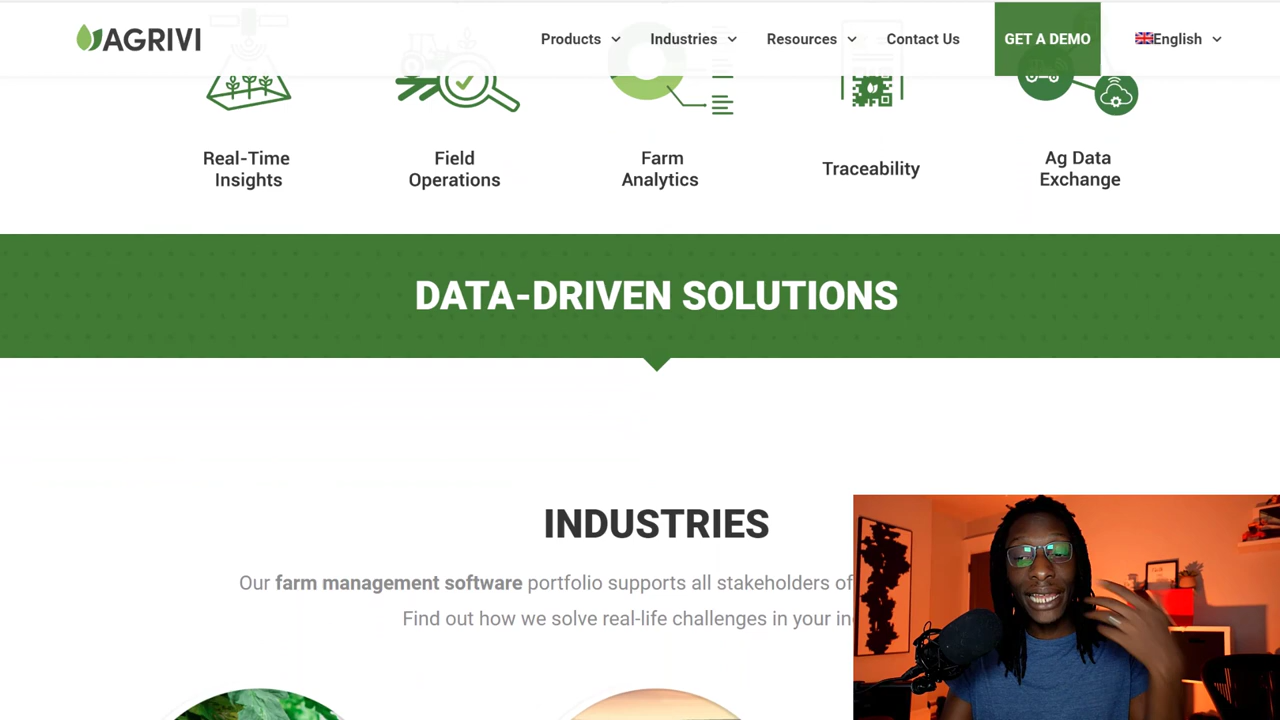 AGRIVI
Products
Industries
Resources
Contact Us
GET A DEMO
English
Real-Time
Insights
Field
Operations
Farm
Analytics
Traceability
Ag Data
Exchange
DATA-DRIVEN SOLUTIONS
INDUSTRIES
Our farm management software portfolio supports all stakeholders of
Find out how we solve real-life challenges in your in